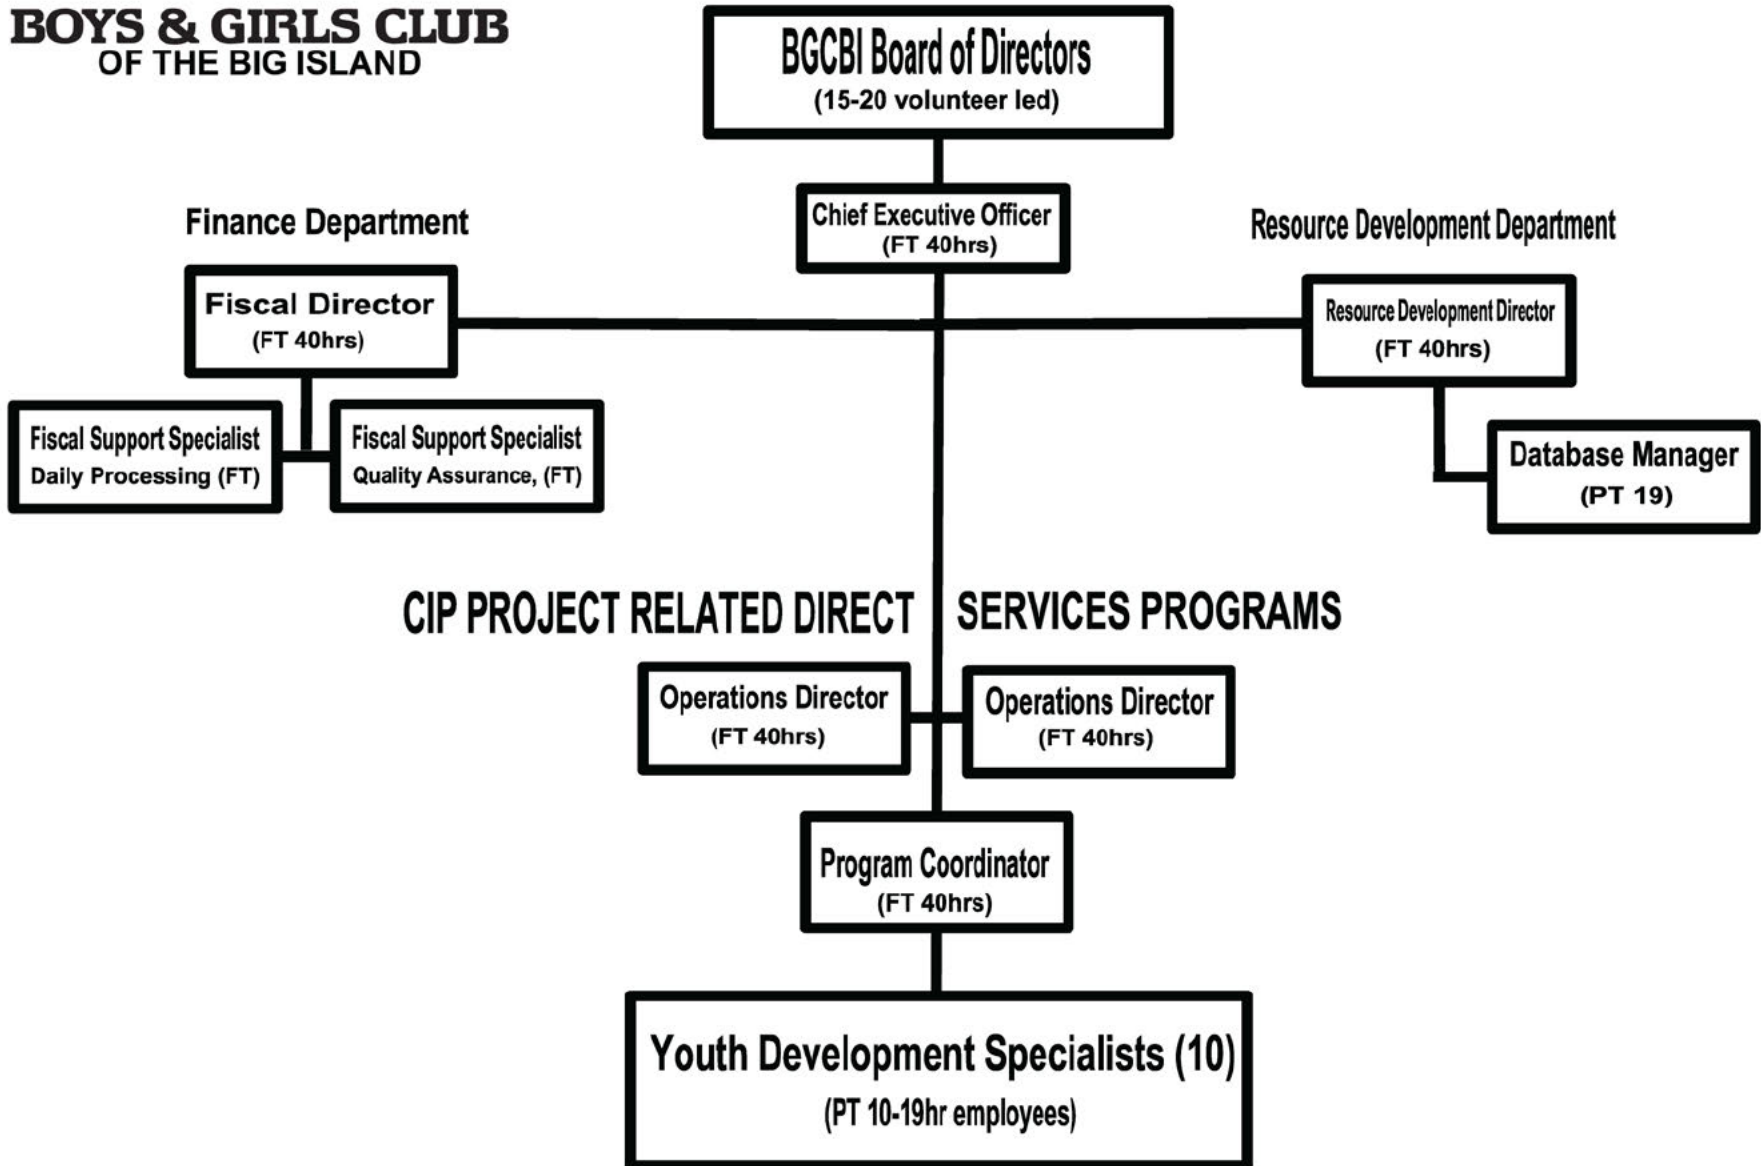 BOYS & GIRLS CLUB
OF THE BIG ISLAND
BGCBI Board of Directors
(15-20 volunteer led)
Chief Executive Officer
(FT 40hrs)
Finance Department
Fiscal Director
(FT 40hrs)
Fiscal Support Specialist
Daily Processing (FT)
Fiscal Support Specialist
Quality Assurance, (FT)
Resource Development Department
Resource Development Director
(FT 40hrs)
Database Manager
(PT 19)
CIP PROJECT RELATED DIRECT SERVICES PROGRAMS
Operations Director
(FT 40hrs)
Operations Director
(FT 40hrs)
Program Coordinator
(FT 40hrs)
Youth Development Specialists (10)
(PT 10-19hr employees)